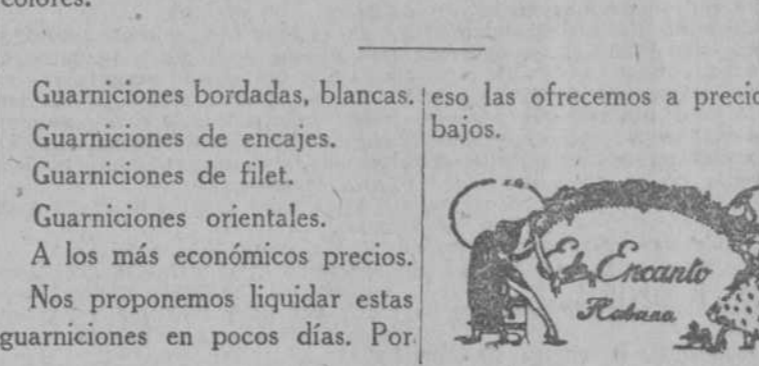 colores.
Guarniciones bordadas, blancas.
Guarniciones de encajes.
Guarniciones de filet.
Guarniciones orientales.
A los más económicos precios.
Nos proponemos liquidar estas
guarniciones en pocos días. Por
eso las ofrecemos a precio
bajos.
El Encanto
Habana